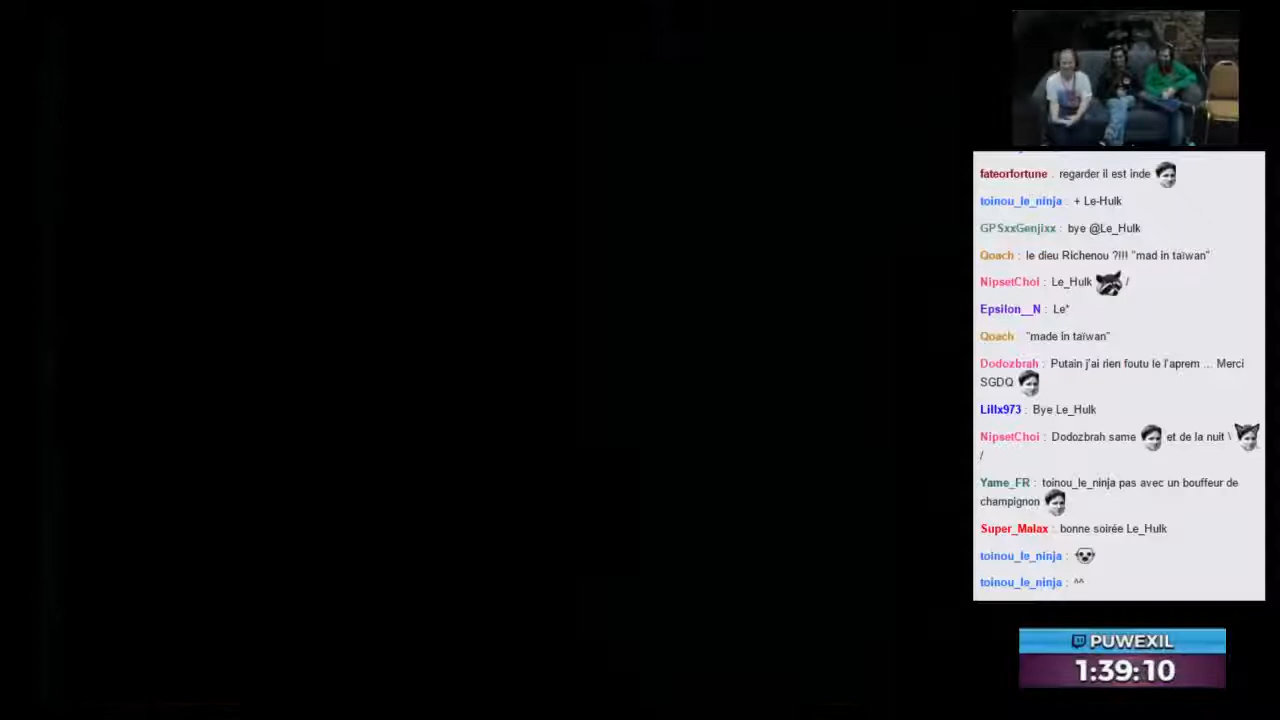 fateorfortune : regarder il est inde
toinou_le_ninja : + Le-Hulk
GPSxxGenjixx : bye @Le_Hulk
Qoach : le dieu Richenou ?!!! "mad in taïwan"
NipsetChoi : Le_Hulk /
Epsilon__N : Le*
Qoach "made in taïwan"
Dodozbrah : Putain j'ai rien foutu le l'aprem ... Merci
SGDQ
Lillx973 : Bye Le_Hulk
NipsetChoi : Dodozbrah same et de la nuit \
/
Yame_FR : toinou_le_ninja pas avec un bouffeur de
champignon
Super_Malax : bonne soirée Le_Hulk
toinou_le_ninja :
toinou_le_ninja : ^^
PUWEXIL
1:39:10